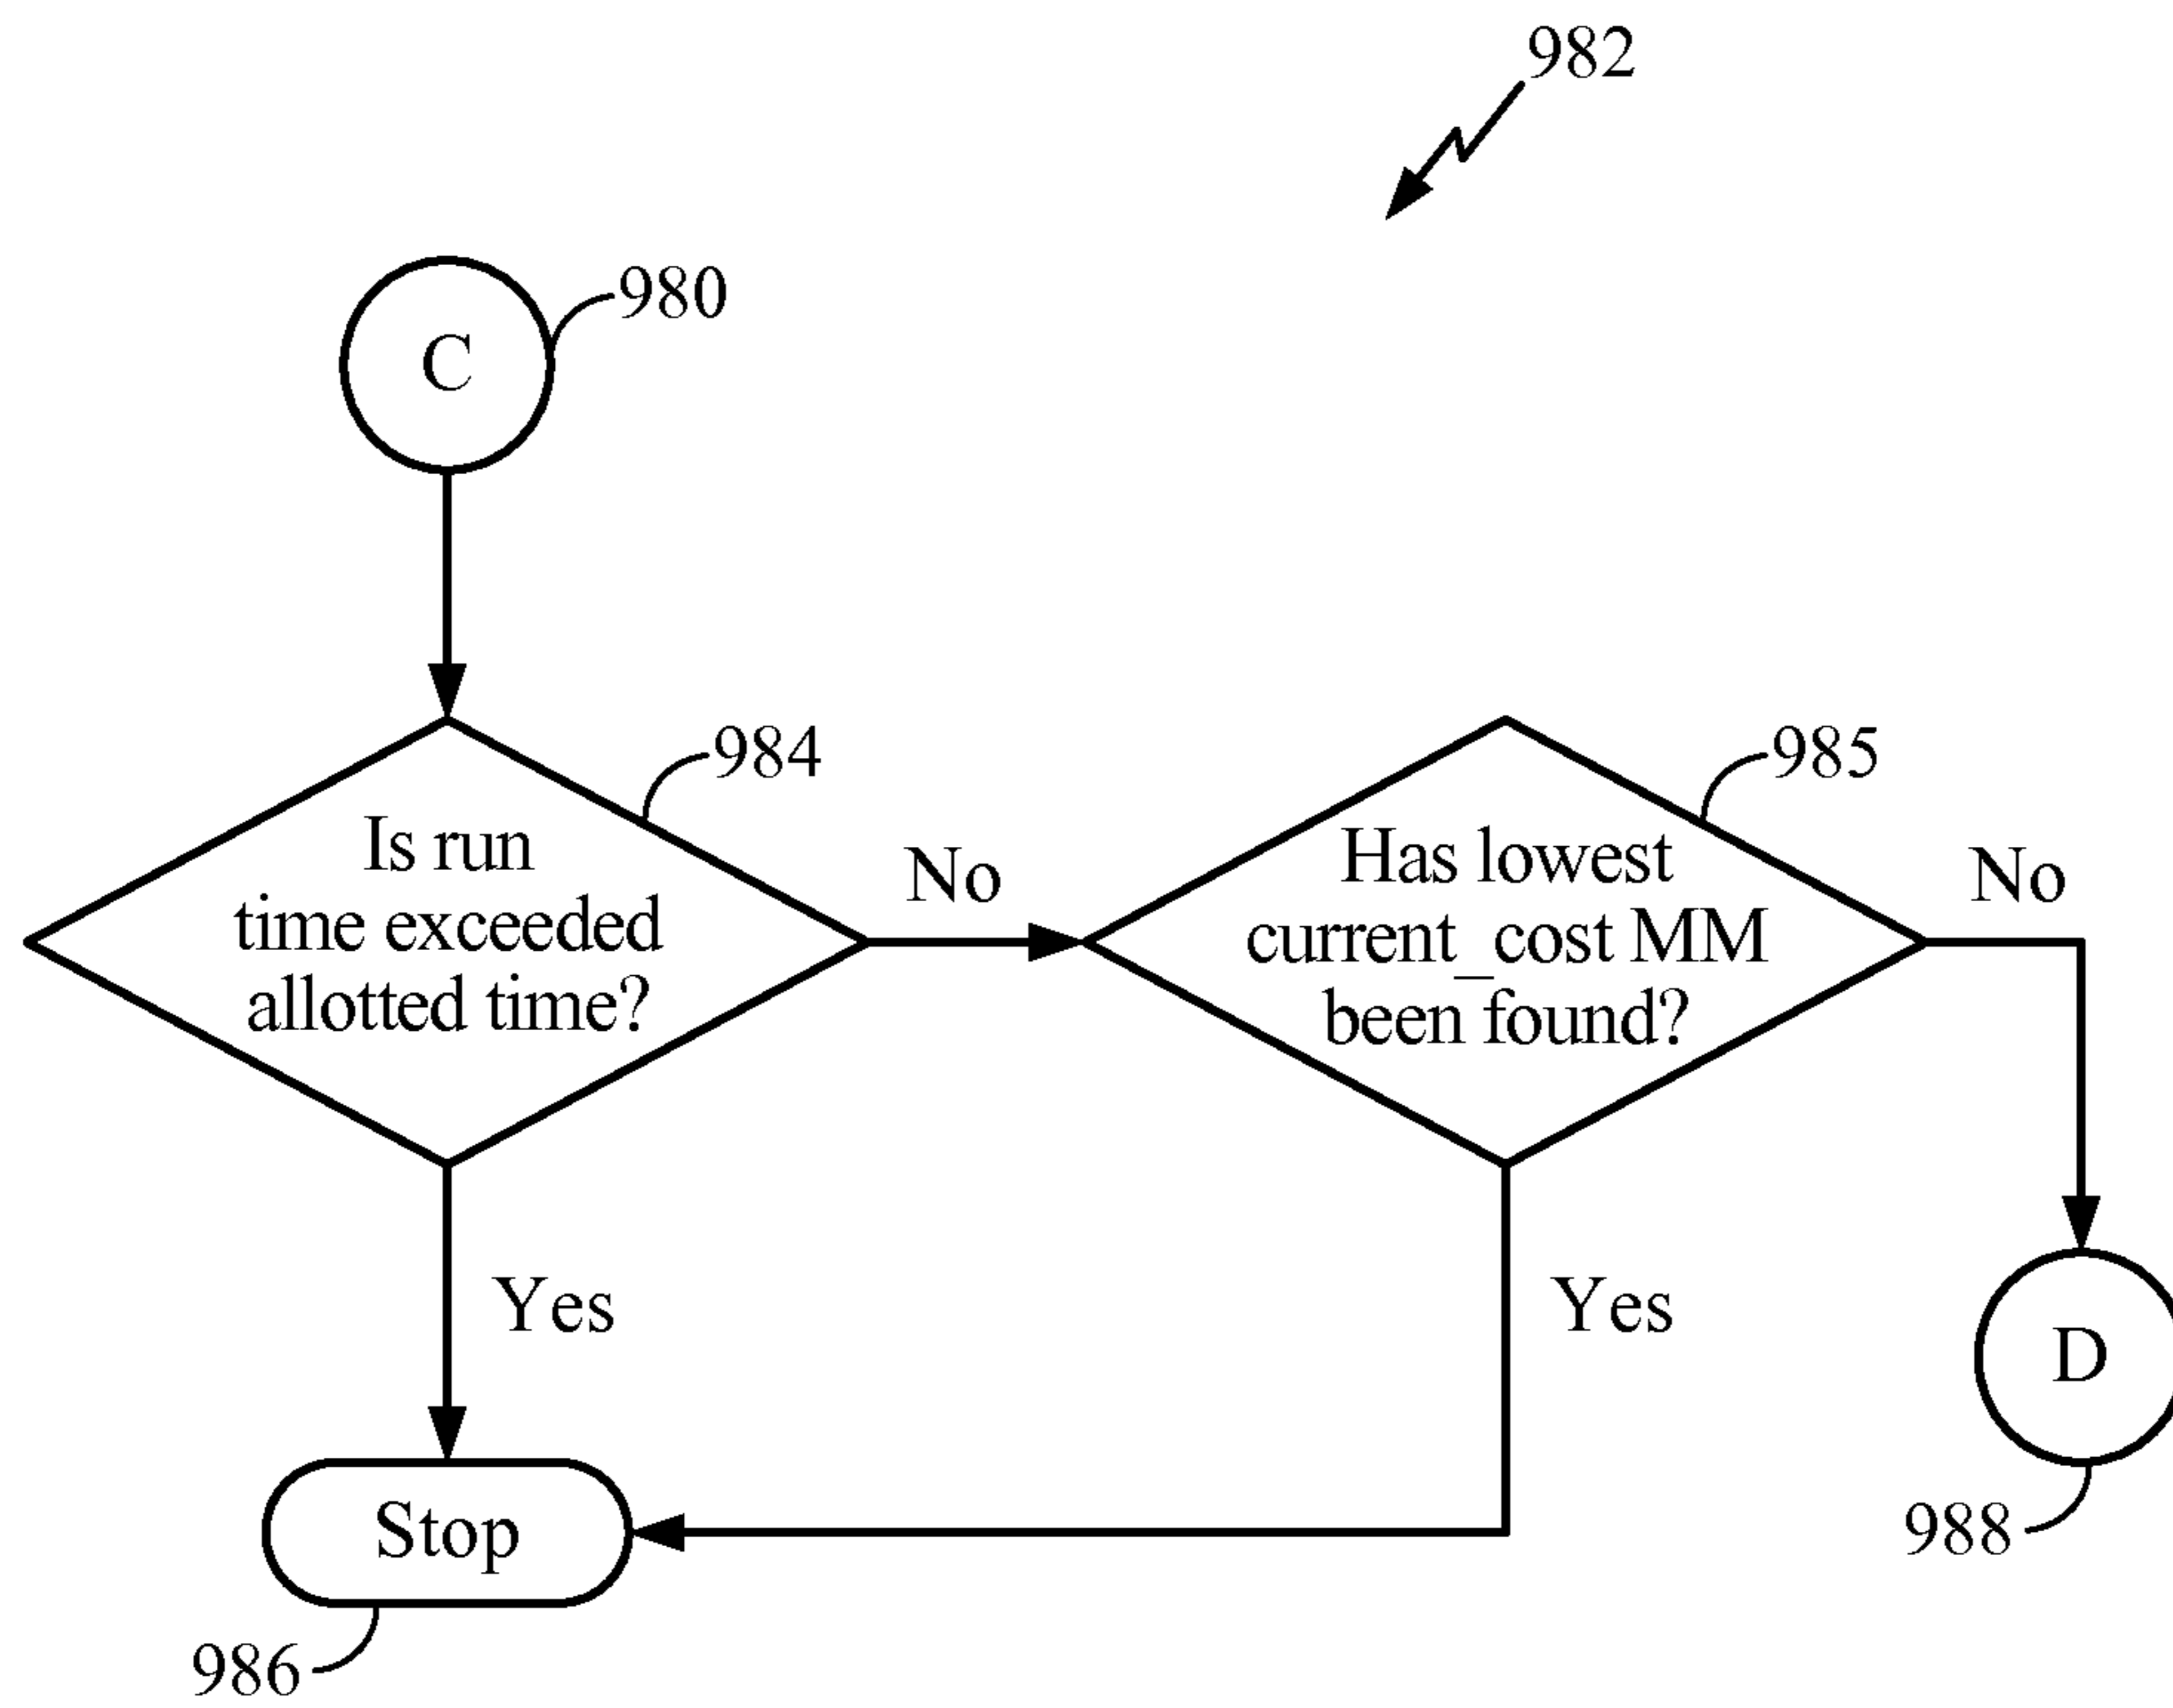 982
980
C
984
985
Is run
time exceeded
allotted time?
No
Has lowest
current_cost MM
been found?
No
Yes
Yes
D
Stop
988
986